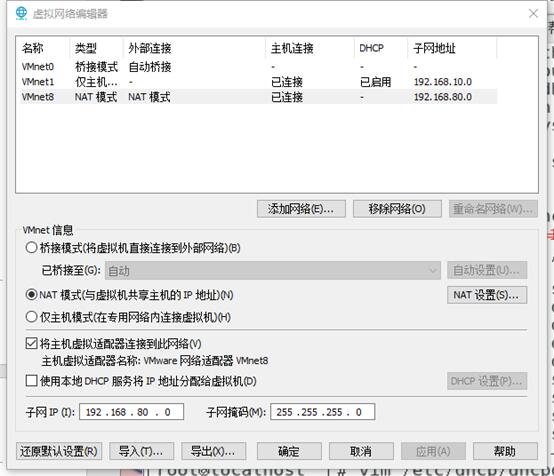 虚拟网络编辑器
名称 类型 外部连接 主机连接 DHCP 子网地址
VMnet0 桥接模式 自动桥接 - - -
VMnet1 仅主机... - 已连接 已启用 192.168.10.0
VMnet8 NAT 模式 NAT 模式 已连接 - 192.168.80.0
添加网络(E)... 移除网络(O) 重命名网络(W)...
VMnet 信息
桥接模式(将虚拟机直接连接到外部网络)(B)
已桥接至(G): 自动 自动设置(U)...
NAT 模式(与虚拟机共享主机的 IP 地址)(N) NAT 设置(S)...
仅主机模式(在专用网络内连接虚拟机)(H)
将主机虚拟适配器连接到此网络(V)
主机虚拟适配器名称: VMware 网络适配器 VMnet8
使用本地 DHCP 服务将 IP 地址分配给虚拟机(D) DHCP 设置(P)...
子网 IP (I): 192 .168 . 80 . 0 子网掩码(M): 255 .255 .255 . 0
还原默认设置(R) 导入(T)... 导出(X)... 确定 取消 应用(A) 帮助